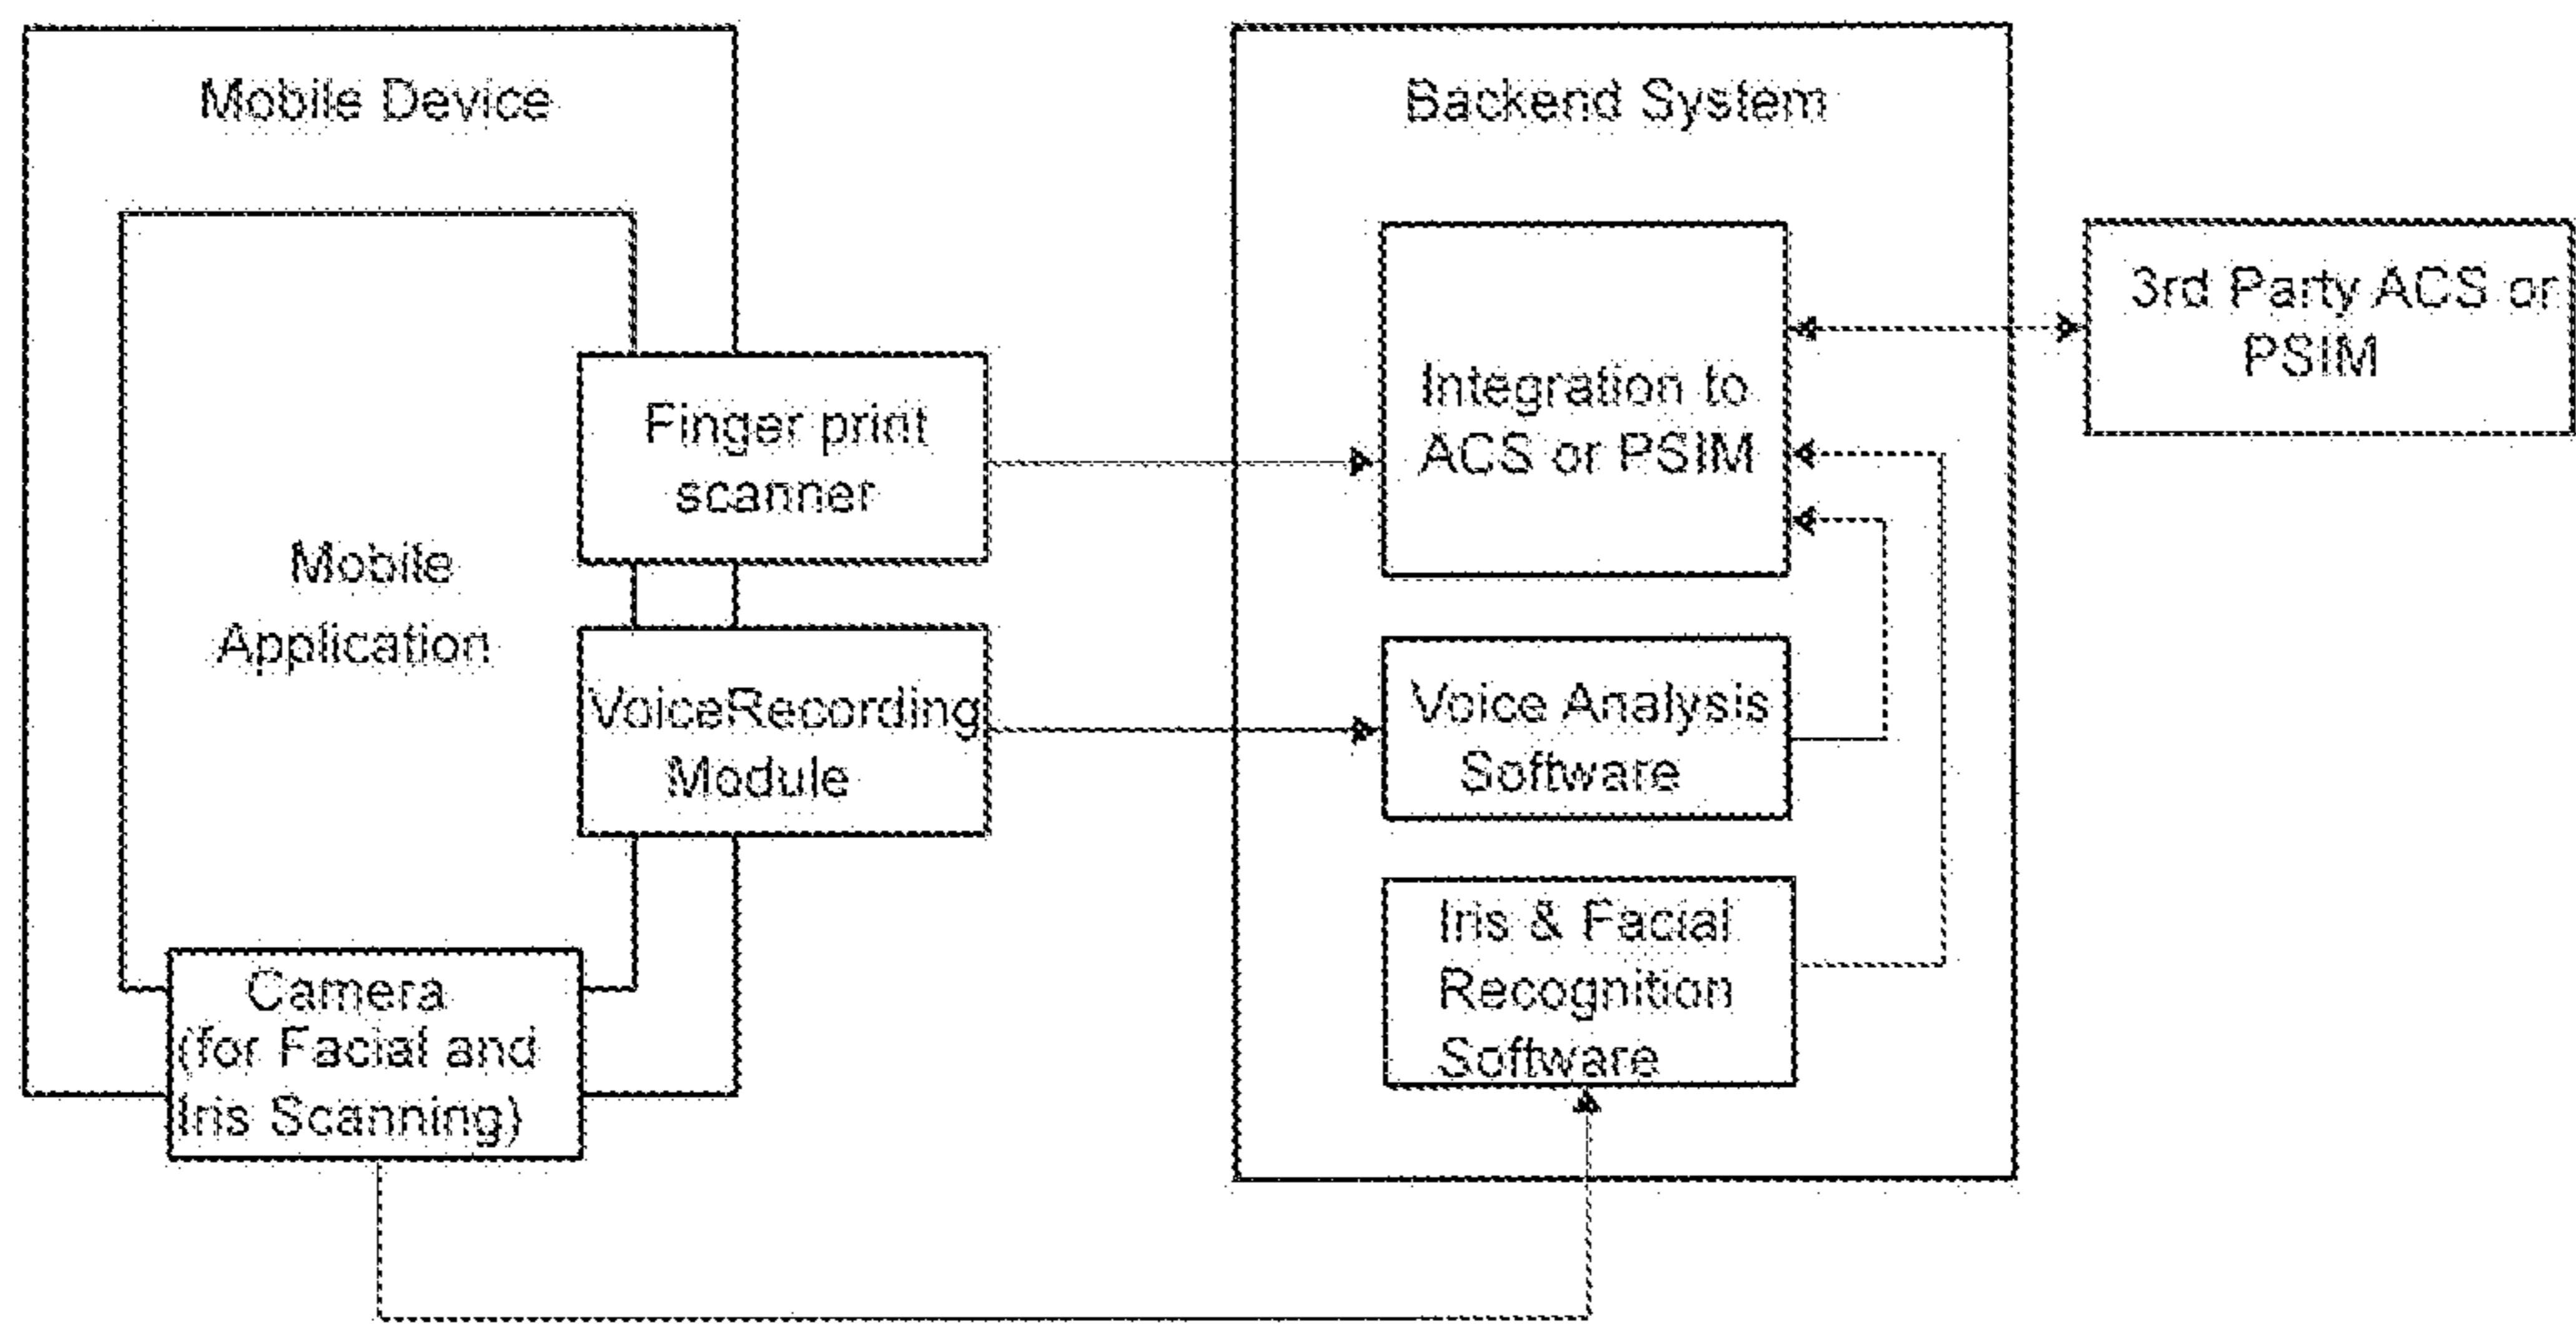 Mobile Device
Mobile
Application
Finger print
scanner
VoiceRecording
Module
Camera
(for Facial and
Iris Scanning)
Backend System
Integration to
ACS or PSIM
Voice Analysis
Software
Iris & Facial
Recognition
Software
3rd Party ACS or
PSIM